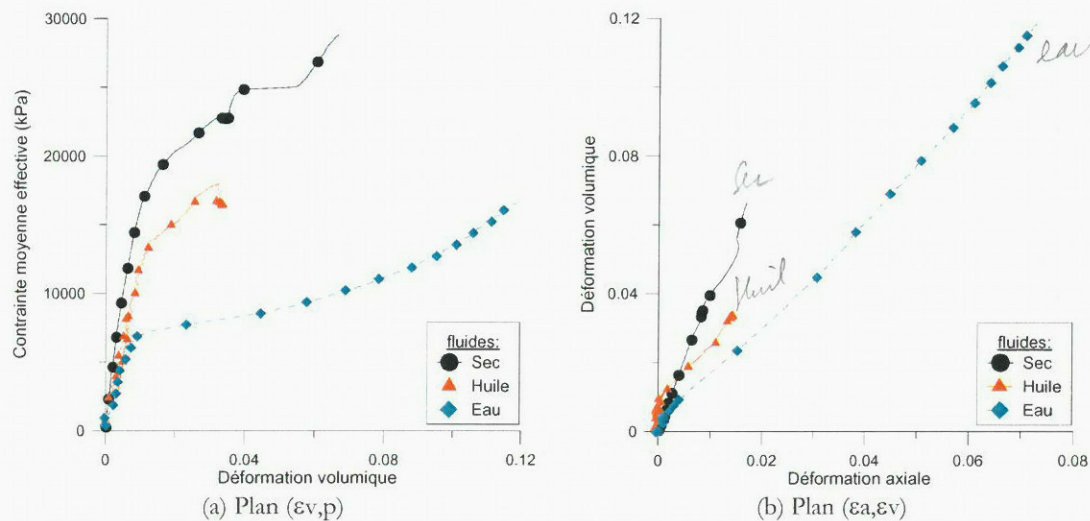 30000
20000
10000
0
Contrainte moyenne effective (kPa)
0
0.04
0.08
0.12
Déformation volumique
fluides:
Sec
Huile
Eau
(a) Plan (εv,p)
0.12
0.08
0.04
0
Déformation volumique
0
0.02
0.04
0.06
0.08
Déformation axiale
eau
Sec
fluides:
Sec
Huile
Eau
(b) Plan (εa,εv)